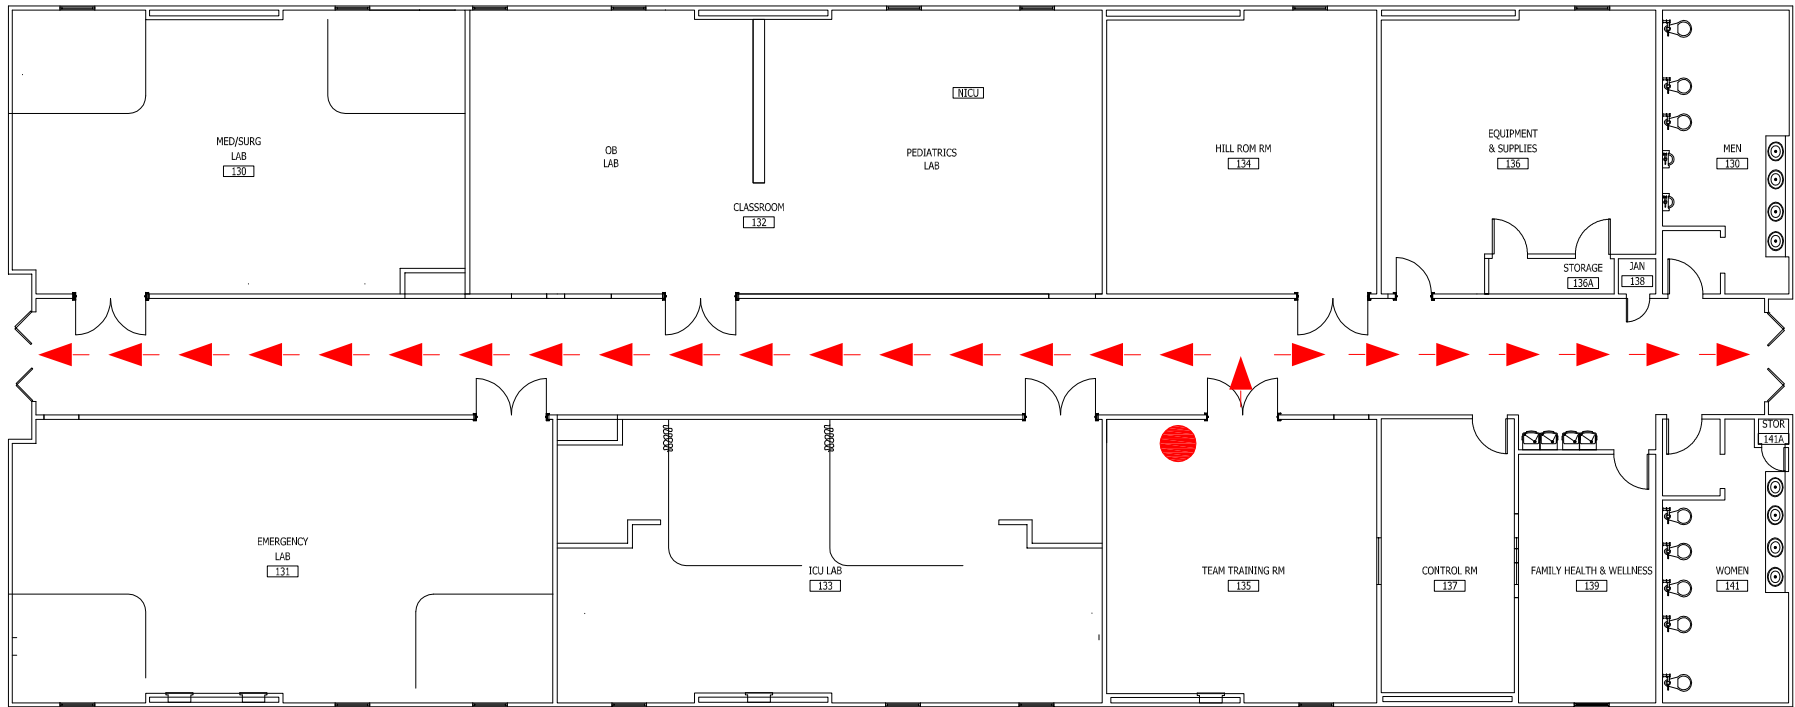 MED/SURG
LAB
130
OB
LAB
CLASSROOM
132
NICU
PEDIATRICS
LAB
HILL ROM RM
134
EQUIPMENT
& SUPPLIES
136
STORAGE
136A
JAN
138
MEN
130
EMERGENCY
LAB
131
ICU LAB
133
TEAM TRAINING RM
135
CONTROL RM
137
FAMILY HEALTH & WELLNESS
139
WOMEN
141
STOR
141A